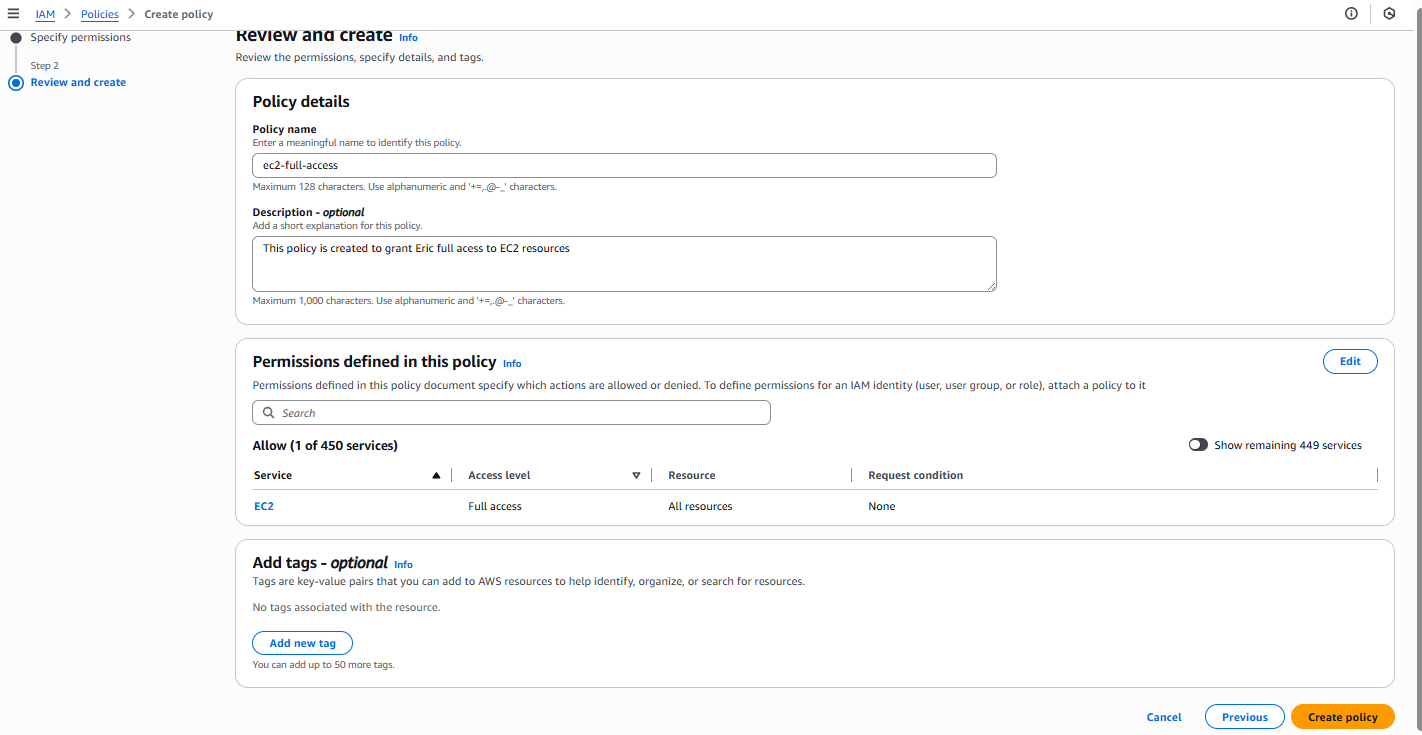 IAM > Policies > Create policy
Specify permissions
Step 2
Review and create
Review and create Info
Review the permissions, specify details, and tags.
Policy details
Policy name
Enter a meaningful name to identify this policy.
ec2-full-access
Maximum 128 characters. Use alphanumeric and '+=,.@-_' characters.
Description - optional
Add a short explanation for this policy.
This policy is created to grant Eric full acess to EC2 resources
Maximum 1,000 characters. Use alphanumeric and '+=,.@-_' characters.
Permissions defined in this policy Info
Edit
Permissions defined in this policy document specify which actions are allowed or denied. To define permissions for an IAM identity (user, user group, or role), attach a policy to it
Search
Allow (1 of 450 services)
Show remaining 449 services
Service Access level Resource Request condition
EC2 Full access All resources None
Add tags - optional Info
Tags are key-value pairs that you can add to AWS resources to help identify, organize, or search for resources.
No tags associated with the resource.
Add new tag
You can add up to 50 more tags.
Cancel Previous Create policy